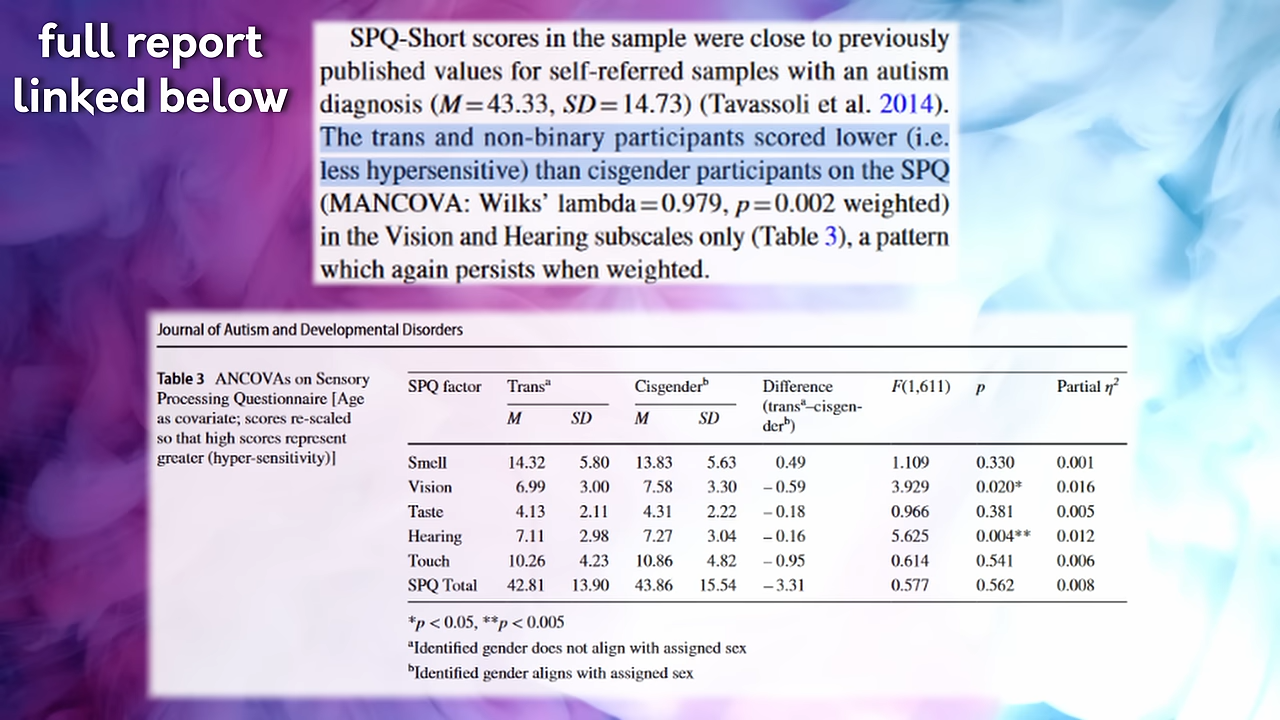 full report
linked below
SPQ-Short scores in the sample were close to previously
published values for self-referred samples with an autism
diagnosis (M=43.33, SD=14.73) (Tavassoli et al. 2014).
The trans and non-binary participants scored lower (i.e.
less hypersensitive) than cisgender participants on the SPQ
(MANCOVA: Wilks' lambda=0.979, p=0.002 weighted)
in the Vision and Hearing subscales only (Table 3), a pattern
which again persists when weighted.
Journal of Autism and Developmental Disorders
Table 3 ANCOVAs on Sensory
Processing Questionnaire [Age
as covariate; scores re-scaled
so that high scores represent
greater (hyper-sensitivity)]
SPQ factor Transᵃ Cisgenderᵇ Difference F(1,611) p Partial η²
(transᵃ–cisgen-
derᵇ)
M SD M SD
Smell 14.32 5.80 13.83 5.63 0.49 1.109 0.330 0.001
Vision 6.99 3.00 7.58 3.30 – 0.59 3.929 0.020* 0.016
Taste 4.13 2.11 4.31 2.22 – 0.18 0.966 0.381 0.005
Hearing 7.11 2.98 7.27 3.04 – 0.16 5.625 0.004** 0.012
Touch 10.26 4.23 10.86 4.82 – 0.95 0.614 0.541 0.006
SPQ Total 42.81 13.90 43.86 15.54 – 3.31 0.577 0.562 0.008
*p < 0.05, **p < 0.005
ᵃIdentified gender does not align with assigned sex
ᵇIdentified gender aligns with assigned sex